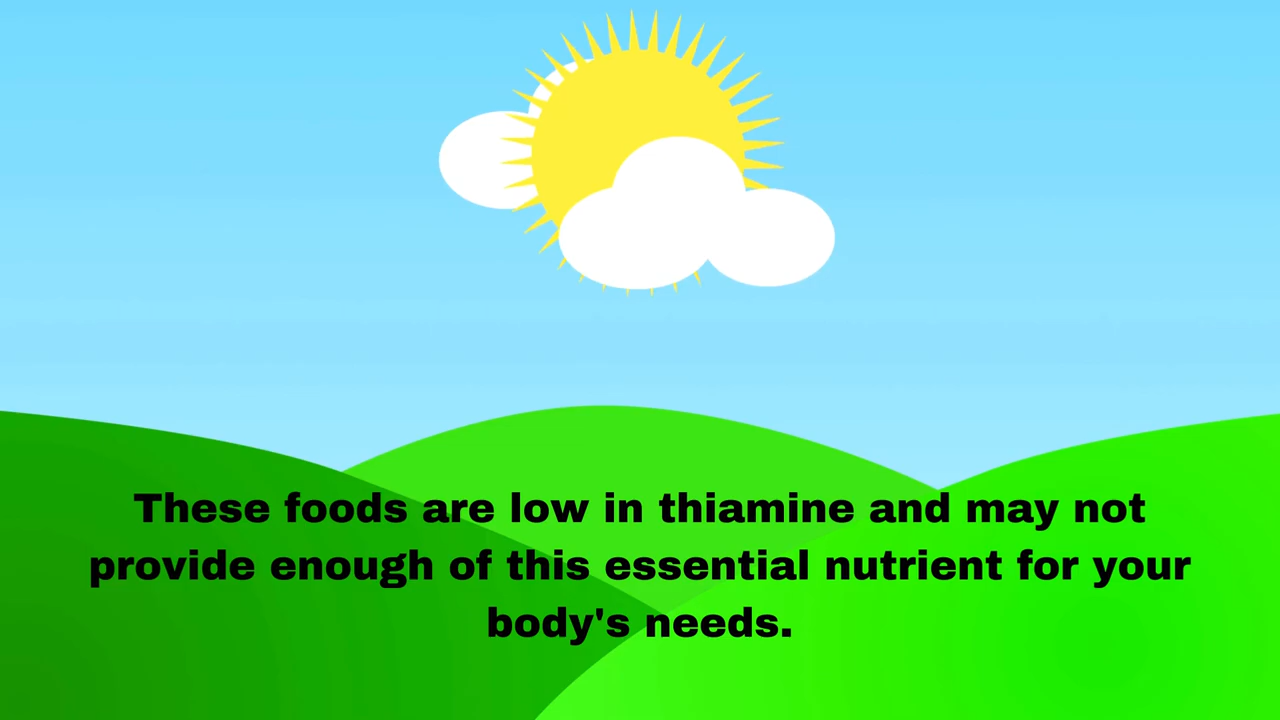 These foods are low in thiamine and may not
provide enough of this essential nutrient for your
body's needs.